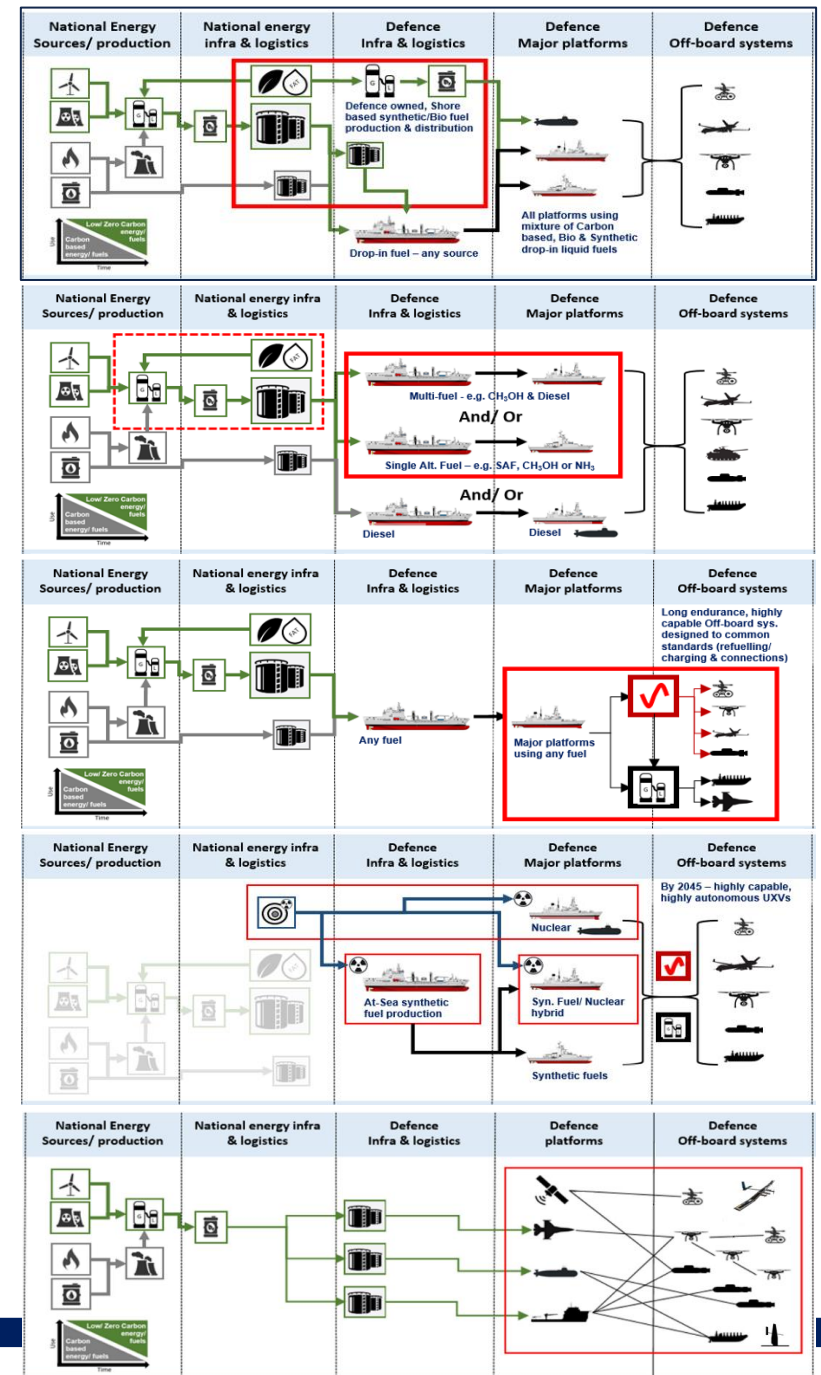 National Energy
Sources/ production
National energy
infra & logistics
Defence
Infra & logistics
Defence
Major platforms
Defence
Off-board systems
FAT
G
L
Defence owned, Shore
based synthetic/Bio fuel
production & distribution
G
L
Use
Low/ Zero Carbon
energy/
fuels
Carbon
based
energy/ fuels
Time
Drop-in fuel – any source
All platforms using
mixture of Carbon
based, Bio & Synthetic
drop-in liquid fuels
National Energy
Sources/ production
National energy infra
& logistics
Defence
Infra & logistics
Defence
Major platforms
Defence
Off-board systems
FAT
G
L
Multi-fuel - e.g. CH₃OH & Diesel
And/ Or
Single Alt. Fuel – e.g. SAF, CH₃OH or NH₃
And/ Or
Diesel
Diesel
Use
Low/ Zero Carbon
energy/
fuels
Carbon
based
energy/ fuels
Time
National Energy
Sources/ production
National energy infra
& logistics
Defence
Infra & logistics
Defence
Major platforms
Defence
Off-board systems
FAT
G
L
Long endurance, highly
capable Off-board sys.
designed to common
standards (refuelling/
charging & connections)
Any fuel
Major platforms
using any fuel
G
L
Use
Low/ Zero Carbon
energy/
fuels
Carbon
based
energy/ fuels
Time
National Energy
Sources/ production
National energy infra
& logistics
Defence
Infra & logistics
Defence
Major platforms
Defence
Off-board systems
By 2045 – highly capable,
highly autonomous UXVs
Nuclear
FAT
G
L
At-Sea synthetic
fuel production
Syn. Fuel/ Nuclear
hybrid
G
L
Synthetic fuels
National Energy
Sources/ production
National energy infra
& logistics
Defence
Infra & logistics
Defence
platforms
Defence
Off-board systems
G
L
Use
Low/ Zero Carbon
energy/
fuels
Carbon
based
energy/ fuels
Time